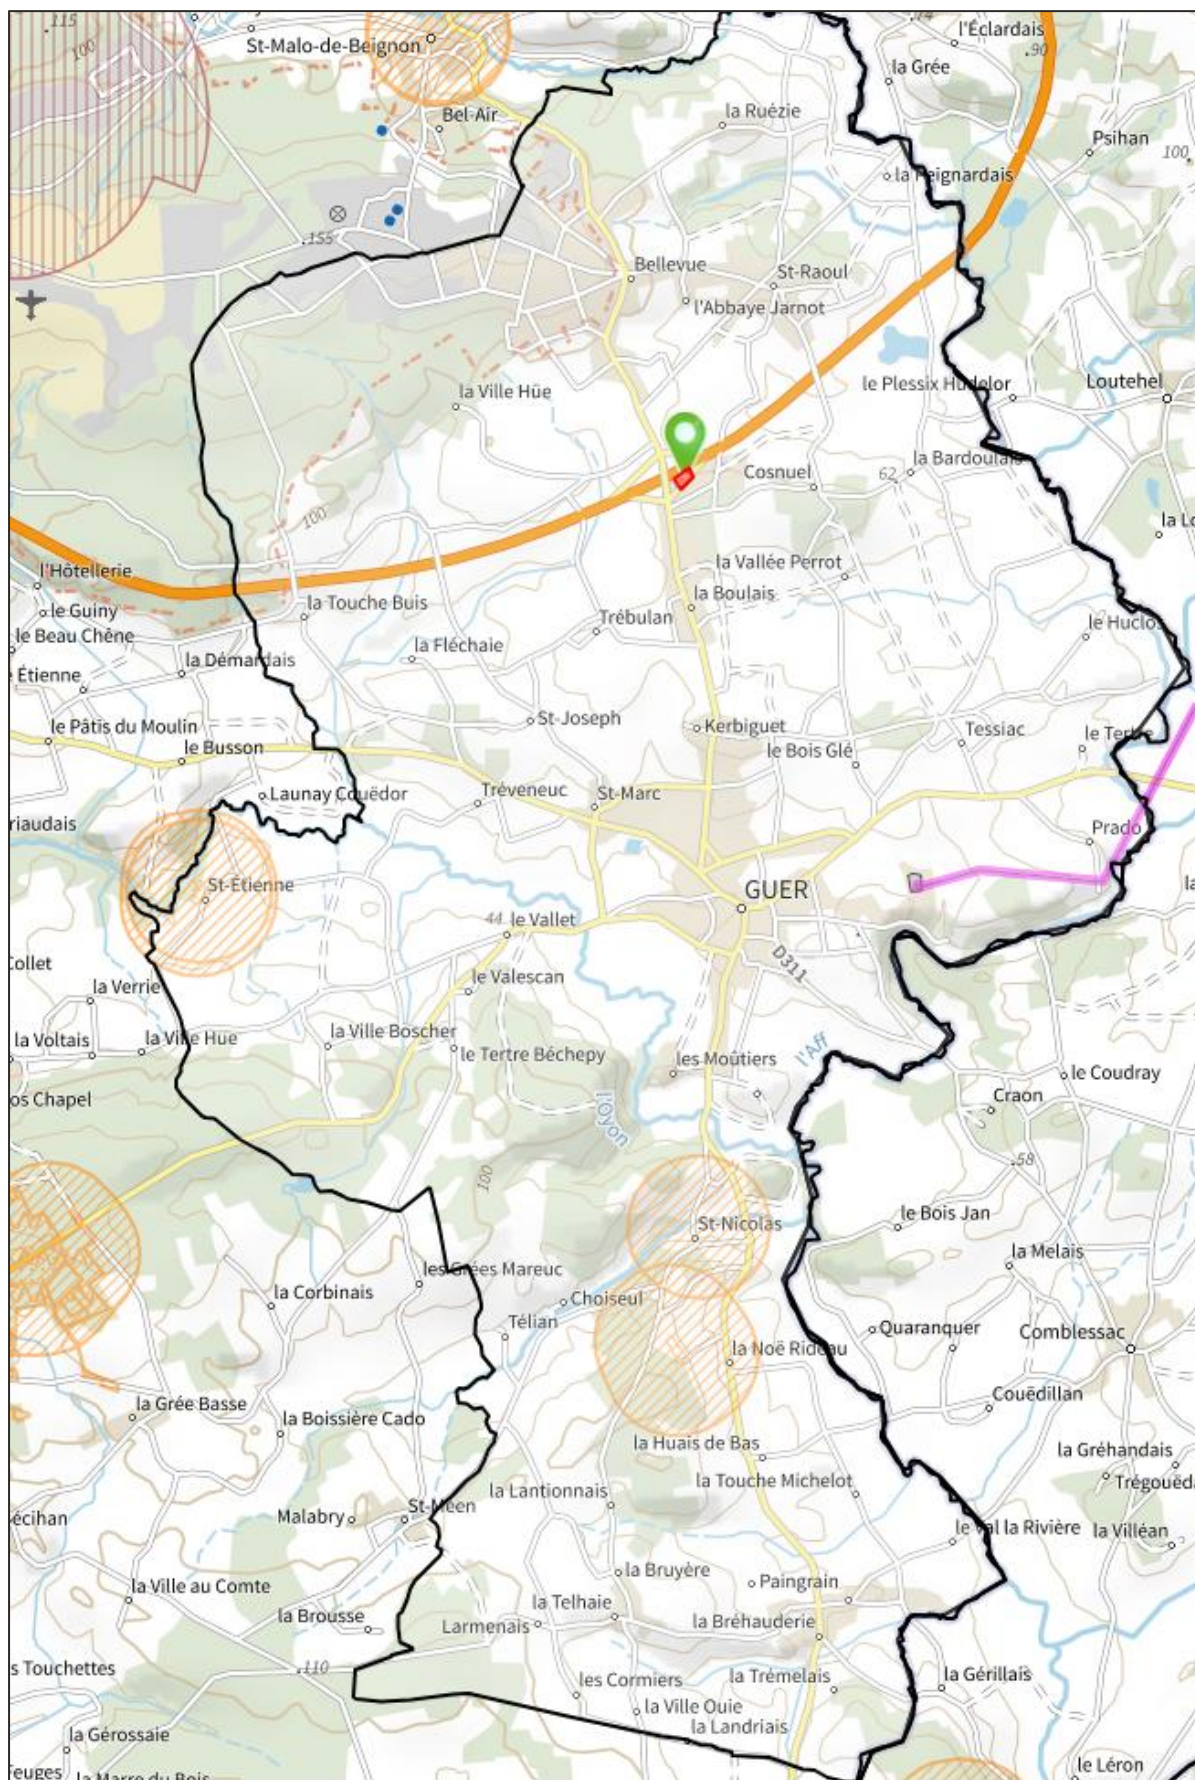 .115
100
St-Malo-de-Beignon
.74
l'Éclardais
.90
la Grée
Bel-Air
la Ruézie
Psihan
100
la Peignardais
.155
Bellevue
St-Raoul
l'Abbaye Jarnot
la Ville Hüe
le Plessix Hudelor
Loutehel
Cosnuel
62
la Bardoulais
la Lo
100
l'Hôtellerie
la Vallée Perrot
le Guiny
la Touche Buis
la Boulais
le Beau Chêne
Trébulan
le Huclos
la Fléchaie
la Démardais
Étienne
St-Joseph
le Pâtis du Moulin
Kerbiguet
Tessiac
le Tertre
le Busson
le Bois Glé
Launay Couëdor
Tréveneuc
St-Marc
riaudais
Prado
St-Étienne
GUER
la
44
le Vallet
Collet
D311
le Valescan
la Verrie
la Voltais
la Ville Hue
la Ville Boscher
le Tertre Béchepy
les Moûtiers
l'Aff
le Coudray
os Chapel
Craon
l'Oyon
.58
100
St-Nicolas
le Bois Jan
la Melais
les Grées Mareuc
la Corbinais
Choiseul
Télian
Quaranquer
Comblessac
la Noë Rideau
la Grée Basse
Couëdillan
la Boissière Cado
la Huais de Bas
la Gréhandais
la Touche Michelot
Trégouëda
la Lantionnais
écihan
Malabry
St-Méen
le Val la Rivière
la Villéan
la Bruyère
Paingrain
la Ville au Comte
la Telhaie
la Brousse
Larmenais
la Bréhauderie
s Touchettes
.110
les Cormiers
la Trémelais
la Gérillais
la Ville Ouie
la Gérossaie
la Landriais
Feuges
la Marre du Bois
le Léron